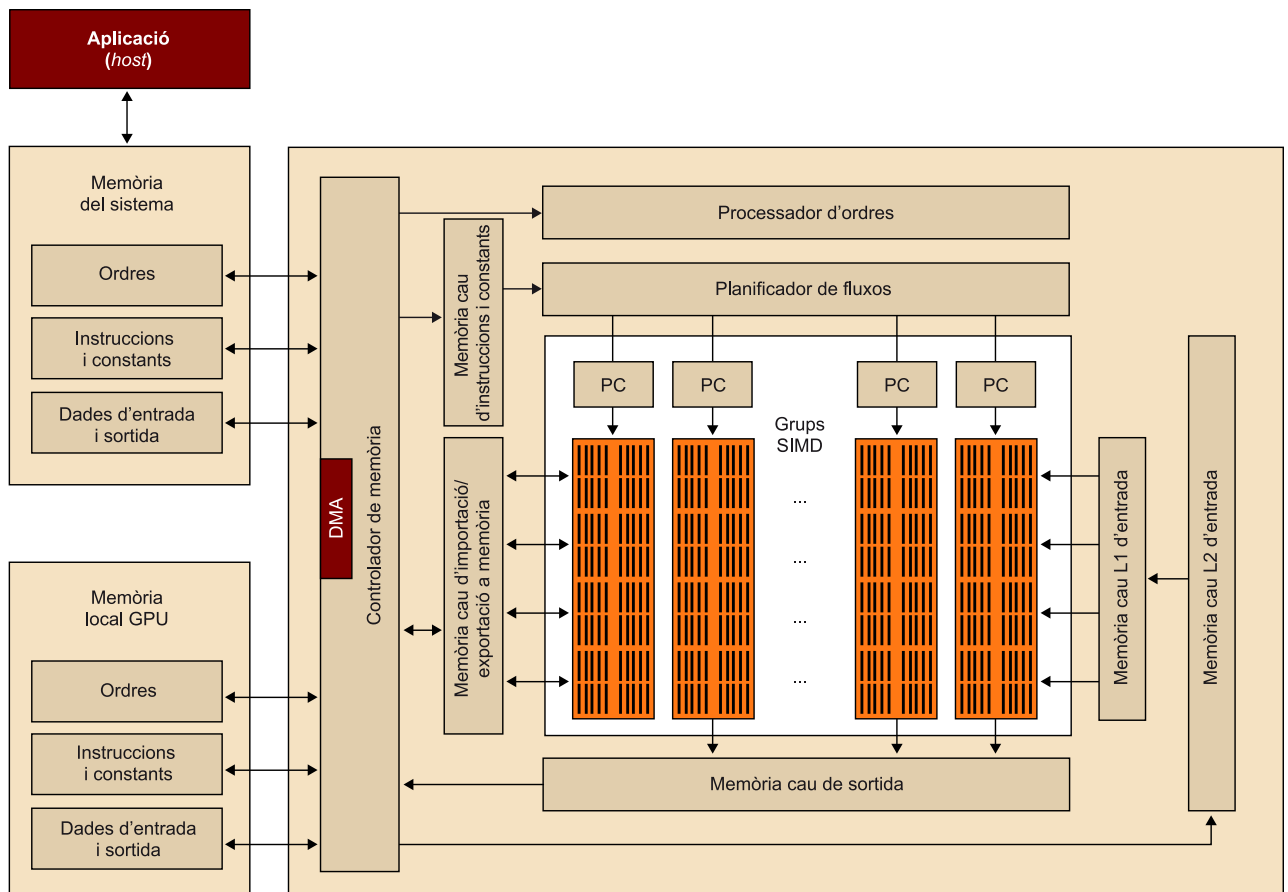 Aplicació
(host)
Memòria
del sistema
Ordres
Instruccions
i constants
Dades d'entrada
i sortida
Memòria
local GPU
Ordres
Instruccions
i constants
Dades d'entrada
i sortida
DMA
Controlador de memòria
Memòria cau
d'instruccions i constants
Memòria cau d'importació/
exportació a memòria
Processador d'ordres
Planificador de fluxos
PC
PC
PC
PC
Grups
SIMD
...
...
...
...
Memòria cau de sortida
Memòria cau L1 d'entrada
Memòria cau L2 d'entrada